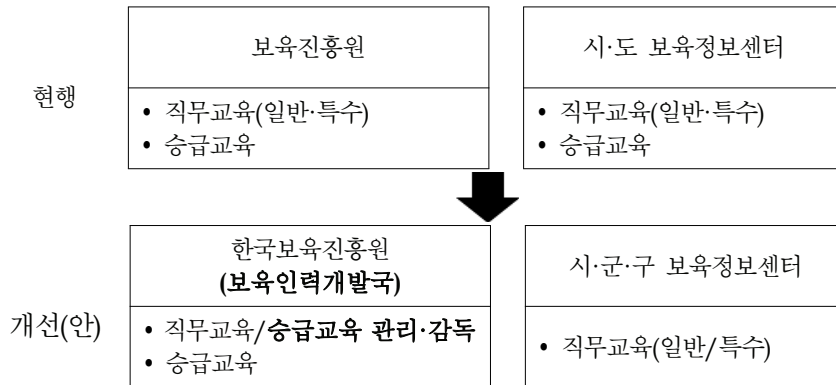 보육진흥원
시·도 보육정보센터
현행
• 직무교육(일반·특수)
• 승급교육
• 직무교육(일반·특수)
• 승급교육
한국보육진흥원
(보육인력개발국)
시·군·구 보육정보센터
개선(안)
• 직무교육/승급교육 관리·감독
• 승급교육
• 직무교육(일반/특수)